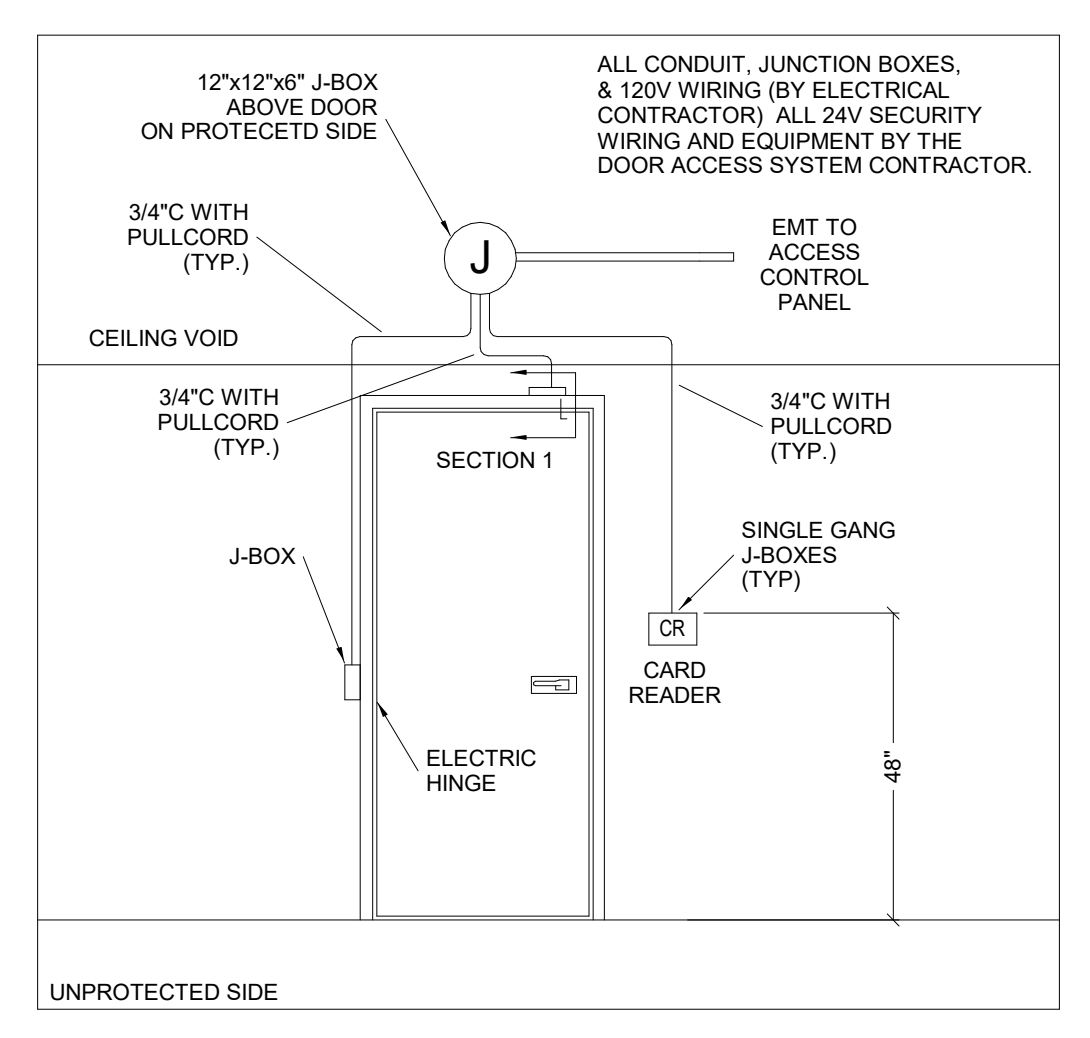 12"x12"x6" J-BOX
ABOVE DOOR
ON PROTECETD SIDE
ALL CONDUIT, JUNCTION BOXES,
& 120V WIRING (BY ELECTRICAL
CONTRACTOR) ALL 24V SECURITY
WIRING AND EQUIPMENT BY THE
DOOR ACCESS SYSTEM CONTRACTOR.
3/4"C WITH
PULLCORD
(TYP.)
J
EMT TO
ACCESS
CONTROL
PANEL
CEILING VOID
3/4"C WITH
PULLCORD
(TYP.)
SECTION 1
3/4"C WITH
PULLCORD
(TYP.)
J-BOX
SINGLE GANG
J-BOXES
(TYP)
CR
CARD
READER
ELECTRIC
HINGE
48"
UNPROTECTED SIDE